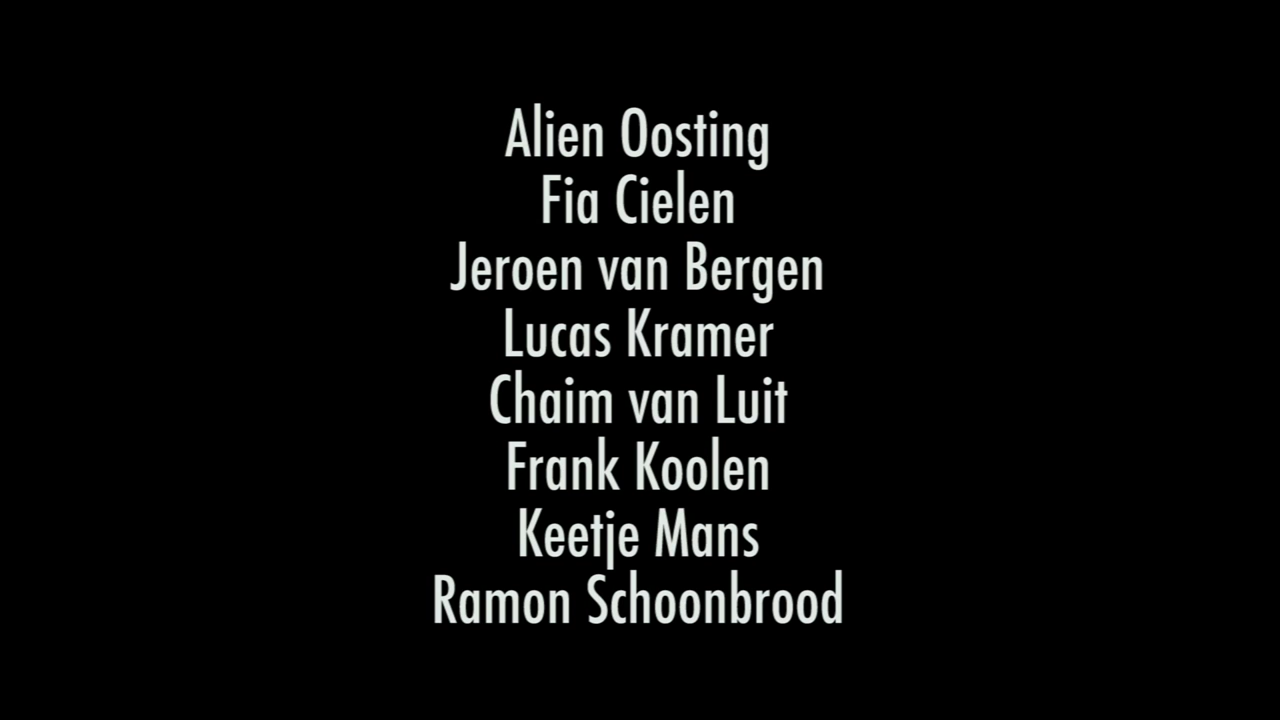 Alien Oosting
Fia Cielen
Jeroen van Bergen
Lucas Kramer
Chaim van Luit
Frank Koolen
Keetje Mans
Ramon Schoonbrood